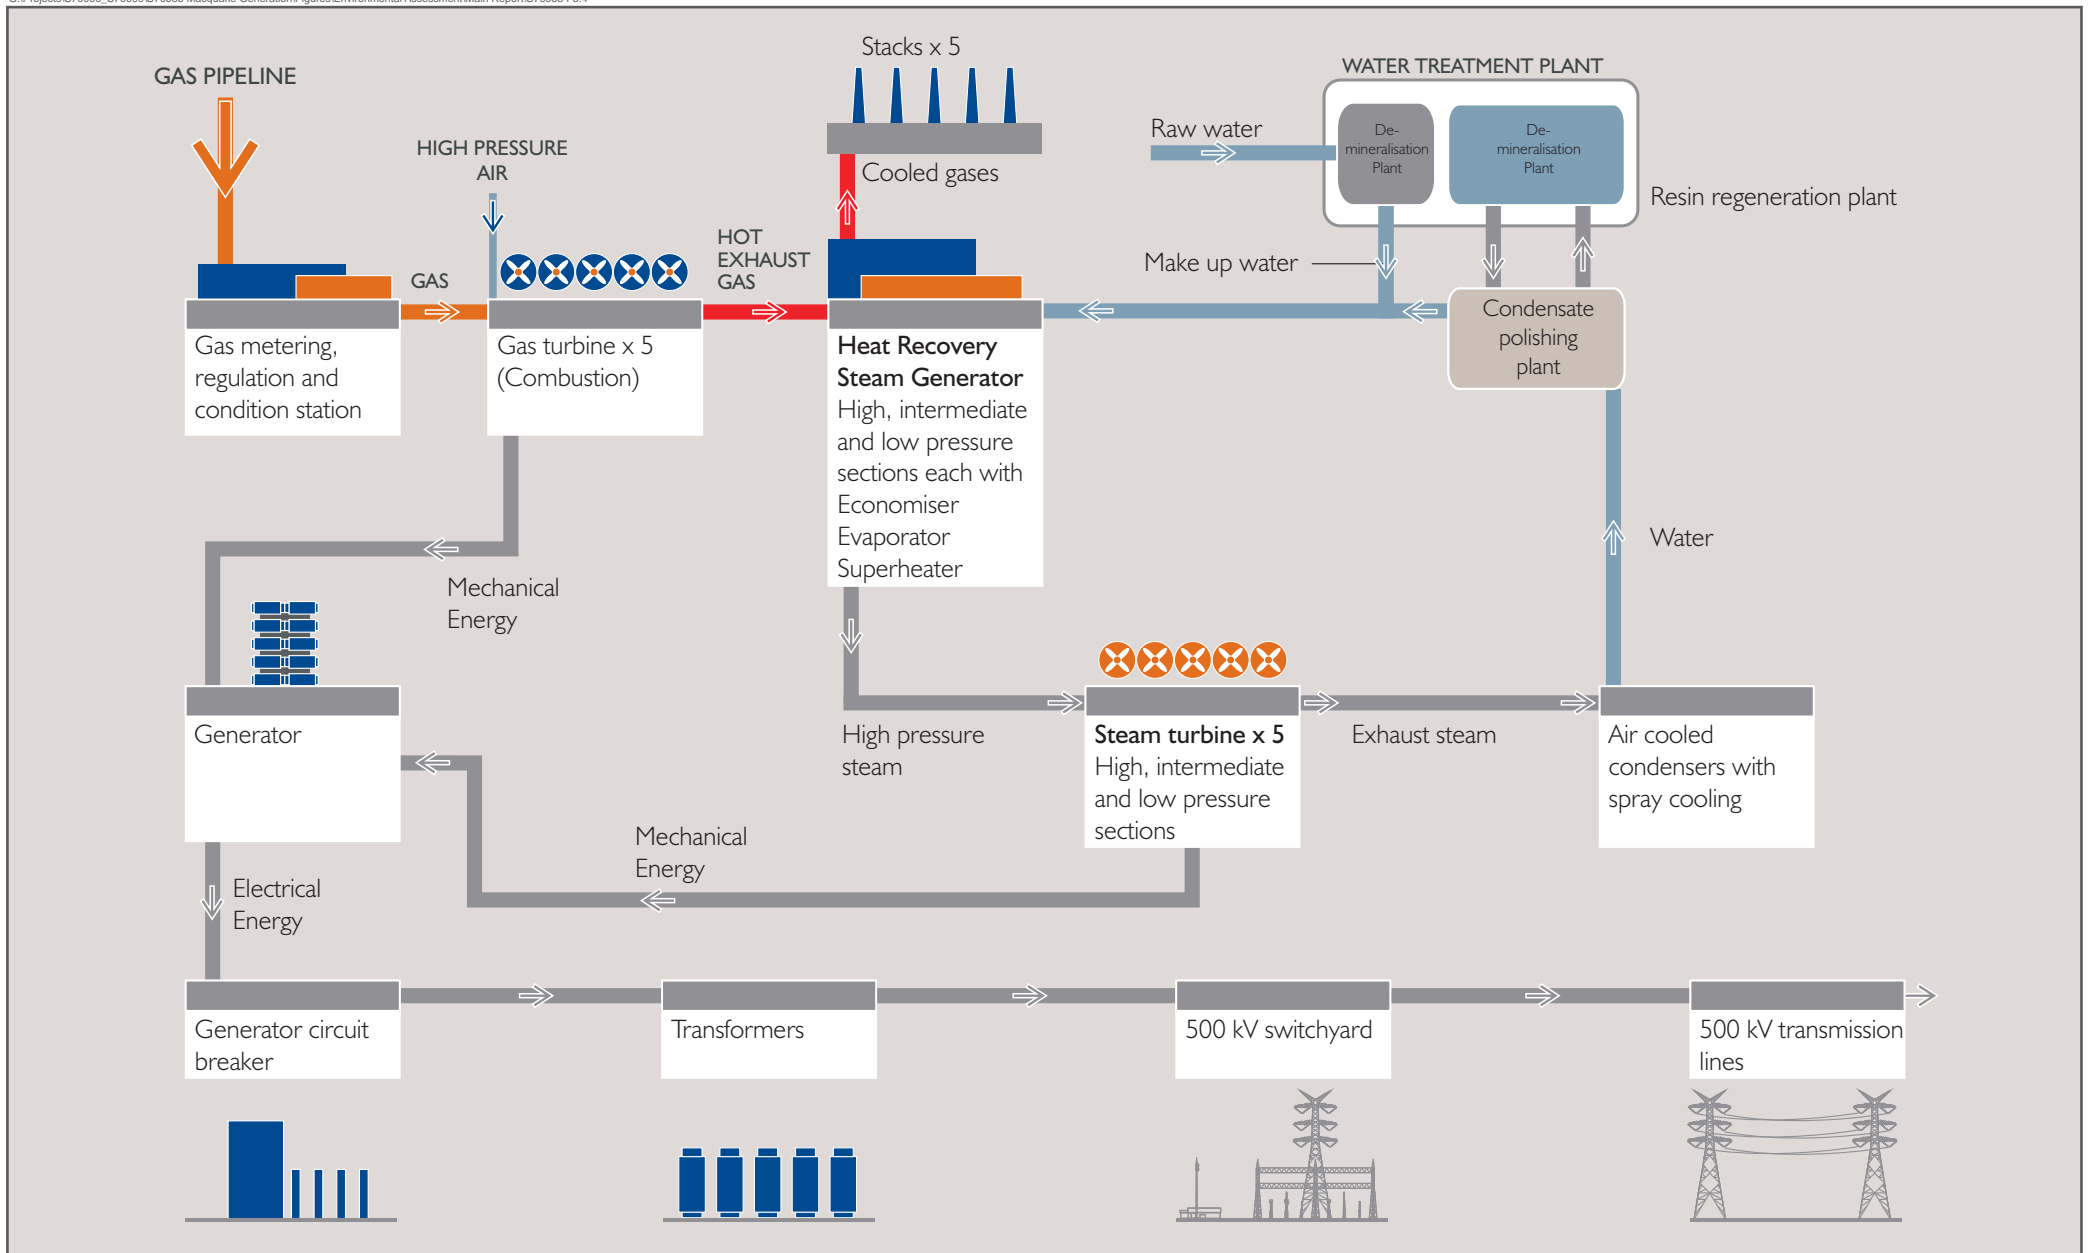 Stacks x 5
GAS PIPELINE
WATER TREATMENT PLANT
HIGH PRESSURE
AIR
Raw water
De-
mineralisation
Plant
De-
mineralisation
Plant
Cooled gases
Resin regeneration plant
HOT
EXHAUST
GAS
Make up water
GAS
Condensate
polishing
plant
Gas metering,
regulation and
condition station
Gas turbine x 5
(Combustion)
Heat Recovery
Steam Generator
High, intermediate
and low pressure
sections each with
Economiser
Evaporator
Superheater
Water
Mechanical
Energy
Generator
High pressure
steam
Steam turbine x 5
High, intermediate
and low pressure
sections
Exhaust steam
Air cooled
condensers with
spray cooling
Mechanical
Energy
Electrical
Energy
Generator circuit
breaker
Transformers
500 kV switchyard
500 kV transmission
lines